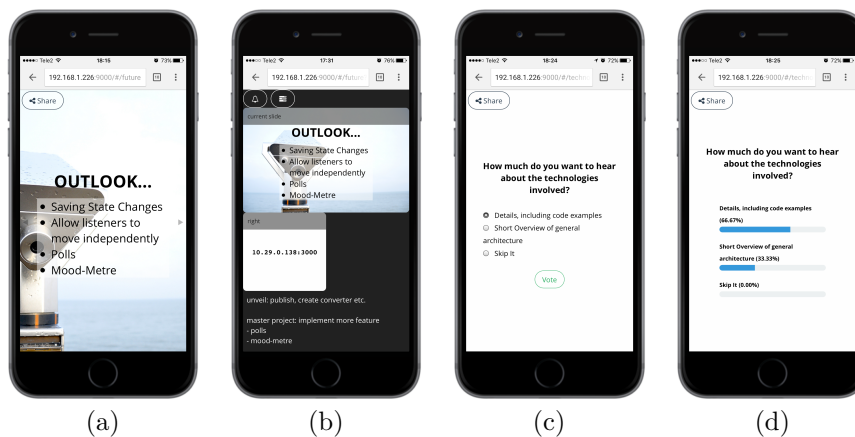 ●●●●○ Tele2 18:15 73%
192.168.1.226:9000/#/future 19
Share
OUTLOOK...
• Saving State Changes
• Allow listeners to
move independently
• Polls
• Mood-Metre
(a)
●●●○○ Tele2 17:31 76%
192.168.1.226:9000/#/future 19
current slide
OUTLOOK...
• Saving State Changes
• Allow listeners to
move independently
• Polls
• Mood-Metre
right
10.29.0.138:3000
unveil: publish, create converter etc.
master project: implement more feature
- polls
- mood-metre
(b)
●●●●○ Tele2 18:24 72%
192.168.1.226:9000/#/techn
Share
How much do you want to hear
about the technologies
involved?
Details, including code examples
Short Overview of general
architecture
Skip It
Vote
(c)
●●●●○ Tele2 18:25 72%
192.168.1.226:9000/#/techn
Share
How much do you want to hear
about the technologies
involved?
Details, including code examples
(66.67%)
Short Overview of general
architecture (33.33%)
Skip It (0.00%)
(d)